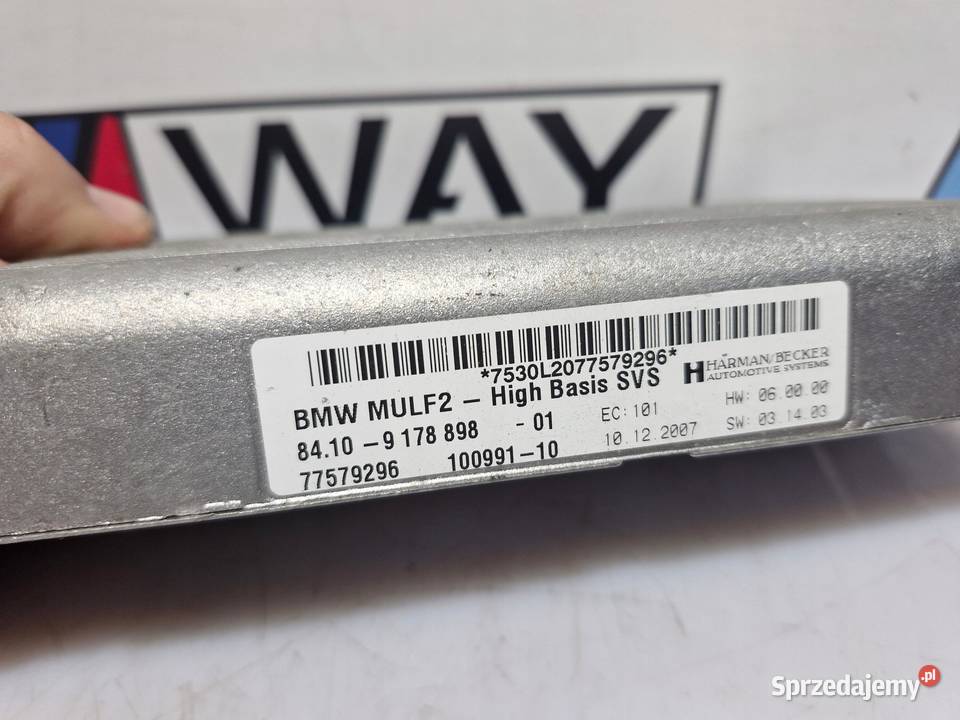 WAY
*7530L2077579296*
BMW MULF2 - High Basis SVS
HARMAN/BECKER
AUTOMOTIVE SYSTEMS
84.10 - 9 178 898 - 01
EC: 101
HW: 06.00.00
77579296 100991-10
10.12.2007
SW: 03.14.03
Sprzedajemy.pl